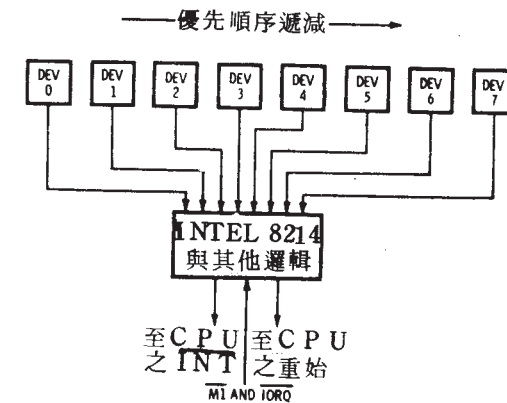 優先順序遞減
DEV 0
DEV 1
DEV 2
DEV 3
DEV 4
DEV 5
DEV 6
DEV 7
INTEL 8214
與其他邏輯
至CPU
之INT
至CPU
之重始
M1 AND IORQ